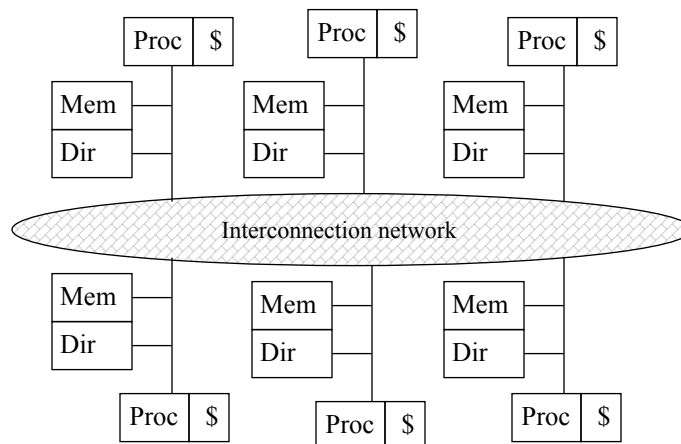 Proc $ Proc $ Proc $
Mem Mem Mem
Dir Dir Dir
Interconnection network
Mem Mem Mem
Dir Dir Dir
Proc $ Proc $ Proc $